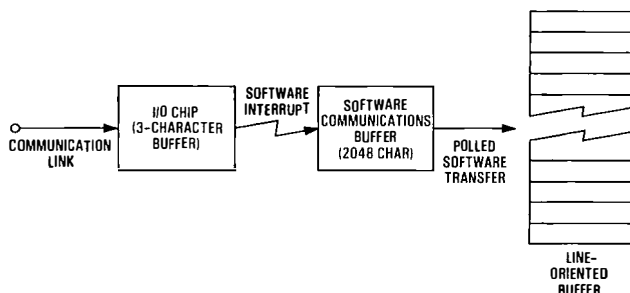 I/O CHIP
(3-CHARACTER
BUFFER)
COMMUNICATION
LINK
SOFTWARE
INTERRUPT
SOFTWARE
COMMUNICATIONS
BUFFER
(2048 CHAR)
POLLED
SOFTWARE
TRANSFER
LINE-
ORIENTED
BUFFER